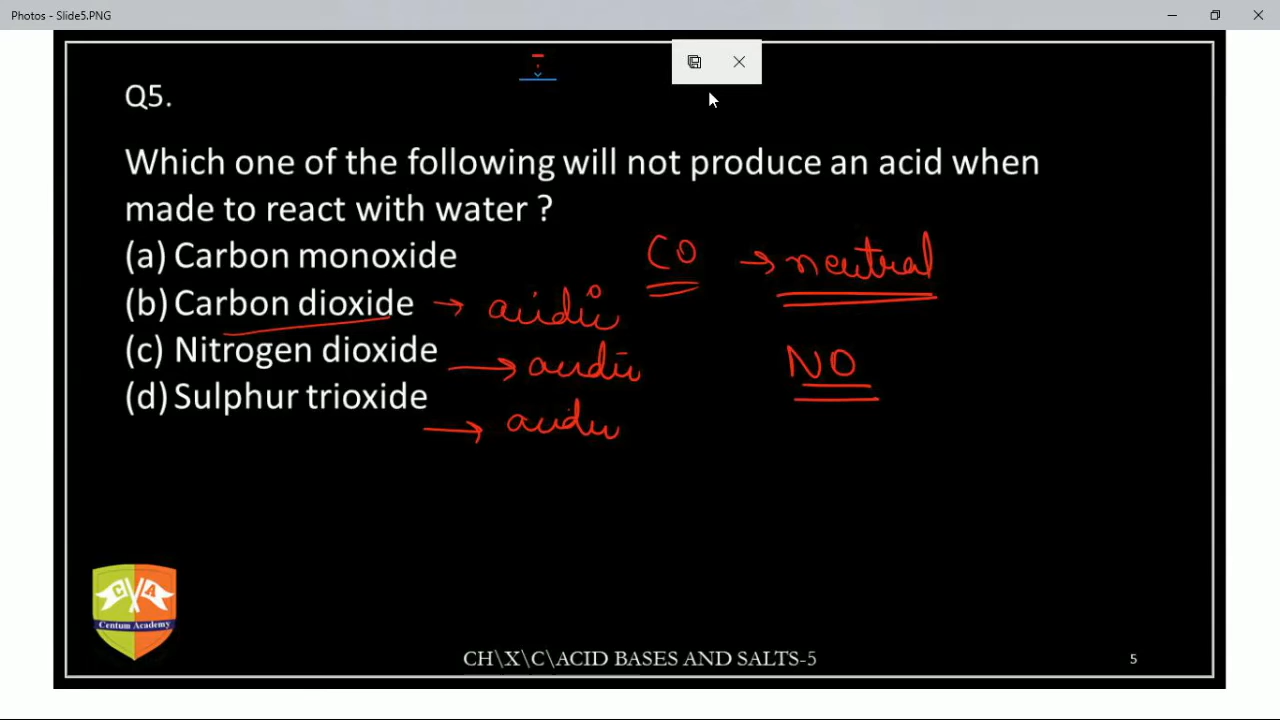 Photos - Slide5.PNG
Q5.
Which one of the following will not produce an acid when
made to react with water ?
(a) Carbon monoxide CO → neutral
(b) Carbon dioxide → acidic
(c) Nitrogen dioxide → acidic NO
(d) Sulphur trioxide → acidic
C A
Centum Academy
CH\X\C\ACID BASES AND SALTS-5
5